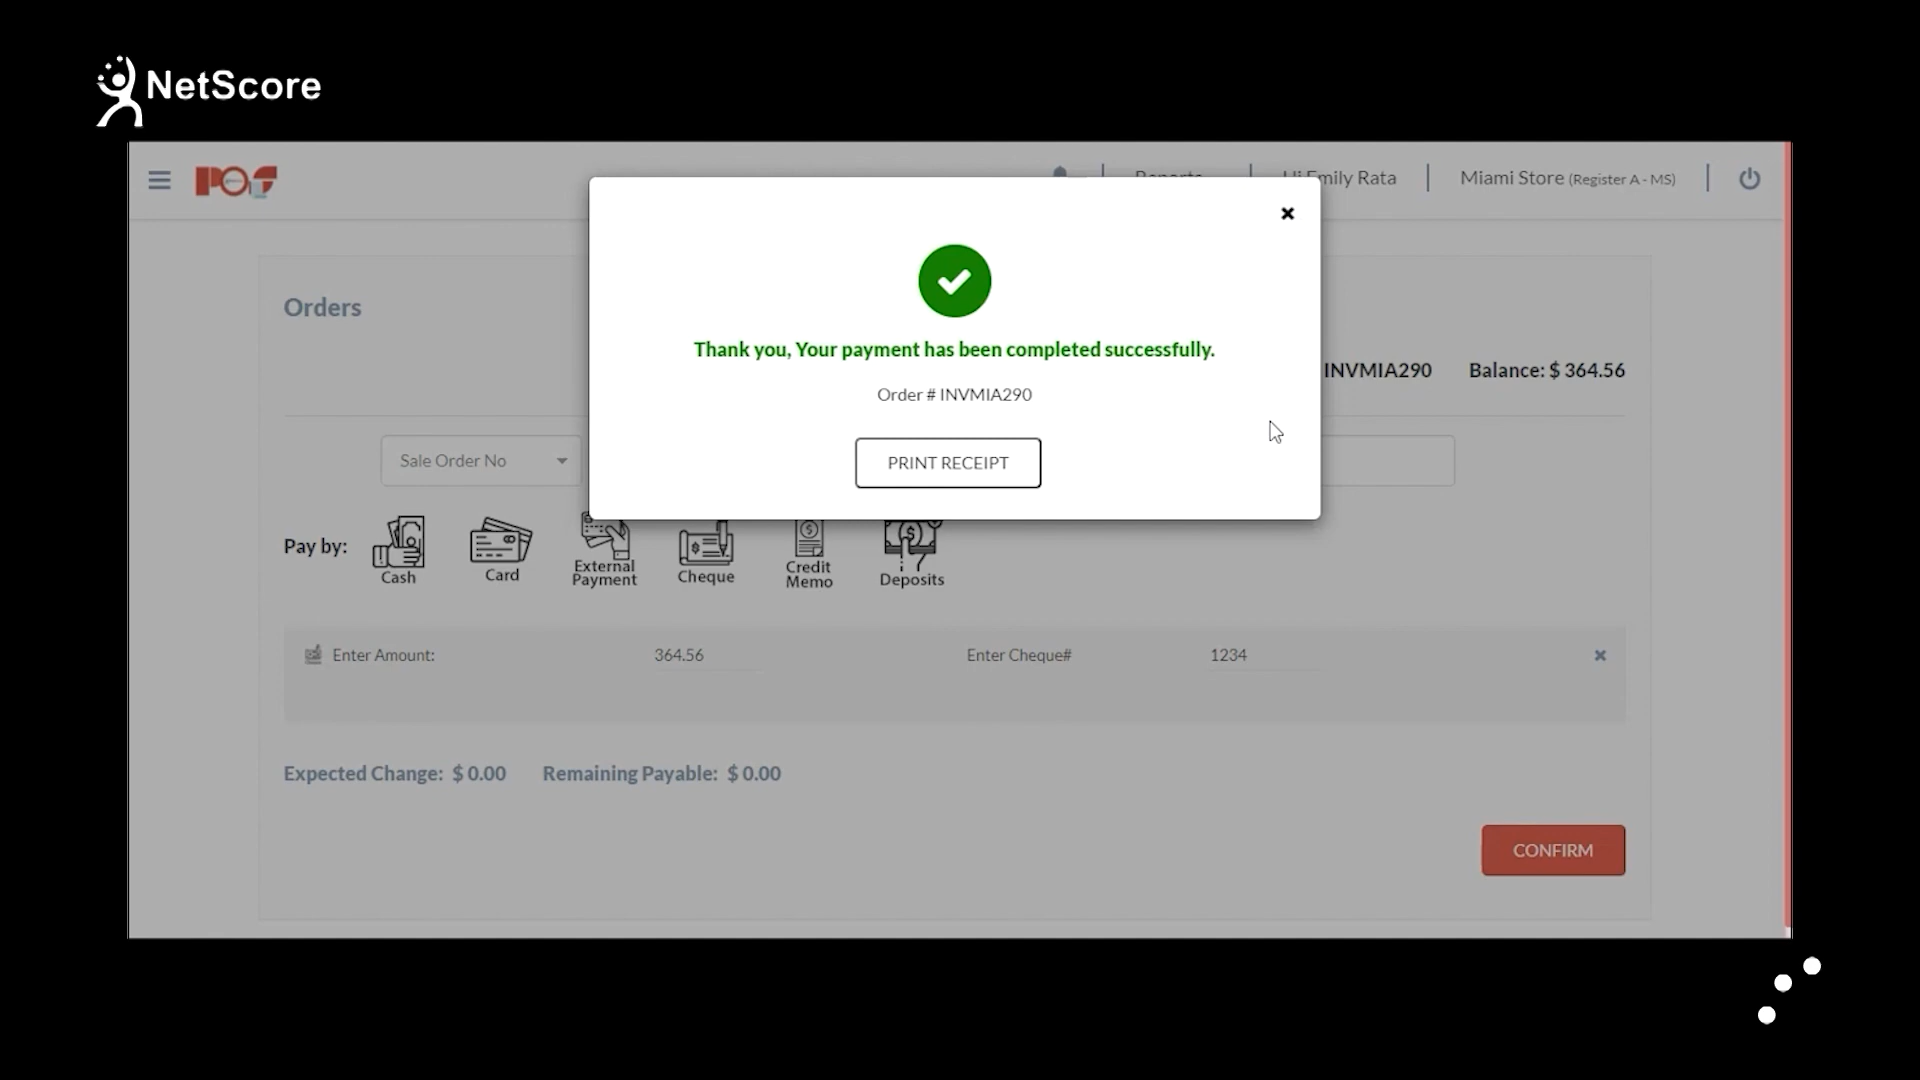 NetScore
POS
Emily Rata
Miami Store (Register A - MS)
Thank you, Your payment has been completed successfully.
Order # INVMIA290
PRINT RECEIPT
Orders
INVMIA290 Balance: $ 364.56
Sale Order No
Pay by:
Cash
Card
External Payment
Cheque
Credit Memo
Deposits
Enter Amount: 364.56 Enter Cheque# 1234
Expected Change: $ 0.00 Remaining Payable: $ 0.00
CONFIRM